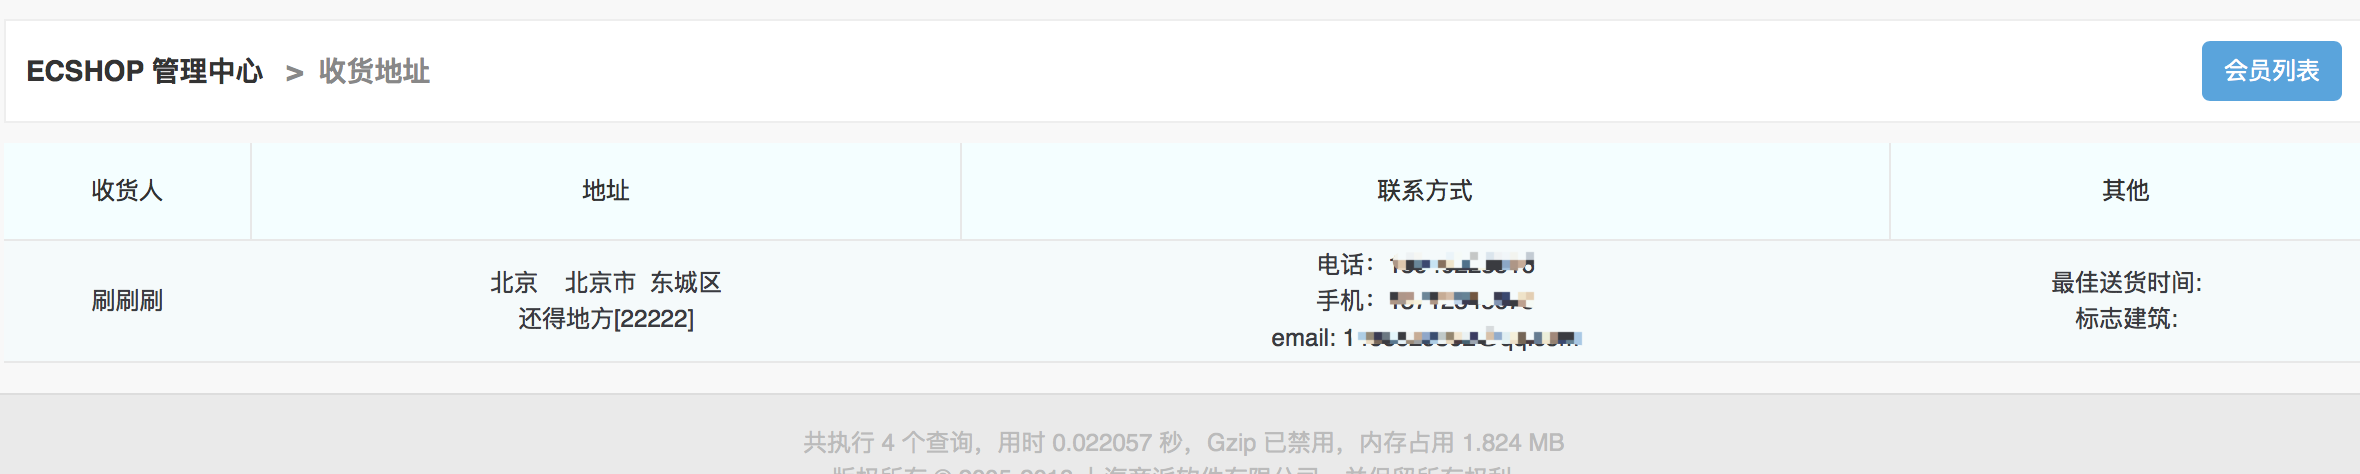 ECSHOP 管理中心 > 收货地址
会员列表
收货人 地址 联系方式 其他
刷刷刷
北京 北京市 东城区
还得地方[22222]
电话：
手机：
email: 1
最佳送货时间:
标志建筑:
共执行 4 个查询，用时 0.022057 秒，Gzip 已禁用，内存占用 1.824 MB